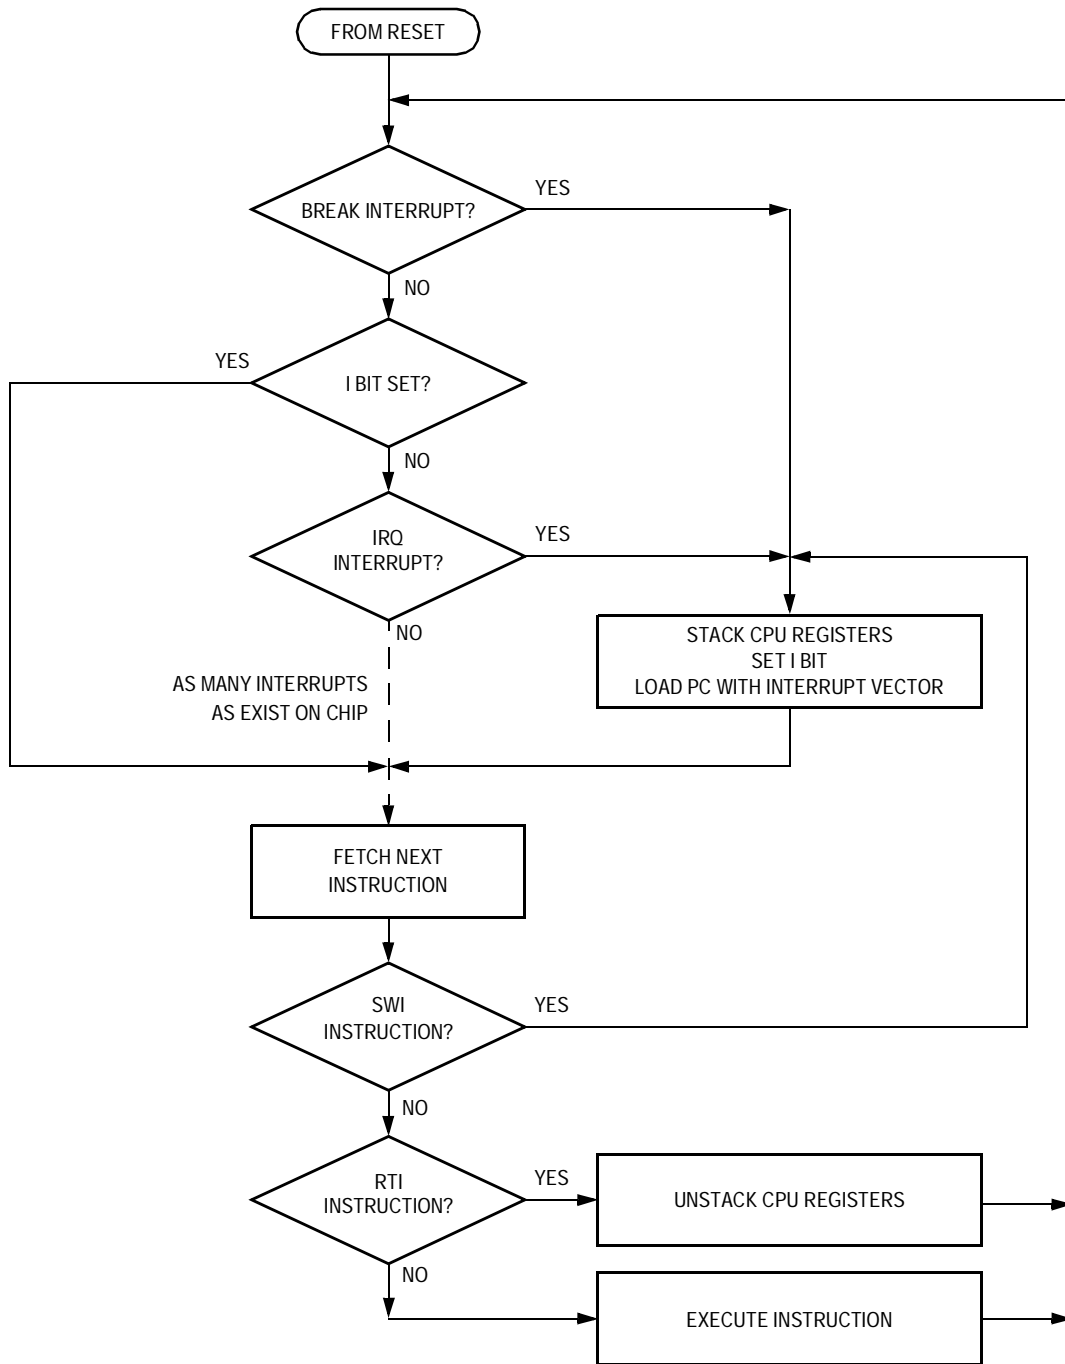 FROM RESET
BREAK INTERRUPT?
YES
NO
YES
I BIT SET?
NO
IRQ
INTERRUPT?
YES
NO
STACK CPU REGISTERS
SET I BIT
LOAD PC WITH INTERRUPT VECTOR
AS MANY INTERRUPTS
AS EXIST ON CHIP
FETCH NEXT
INSTRUCTION
SWI
INSTRUCTION?
YES
NO
RTI
INSTRUCTION?
YES
UNSTACK CPU REGISTERS
NO
EXECUTE INSTRUCTION